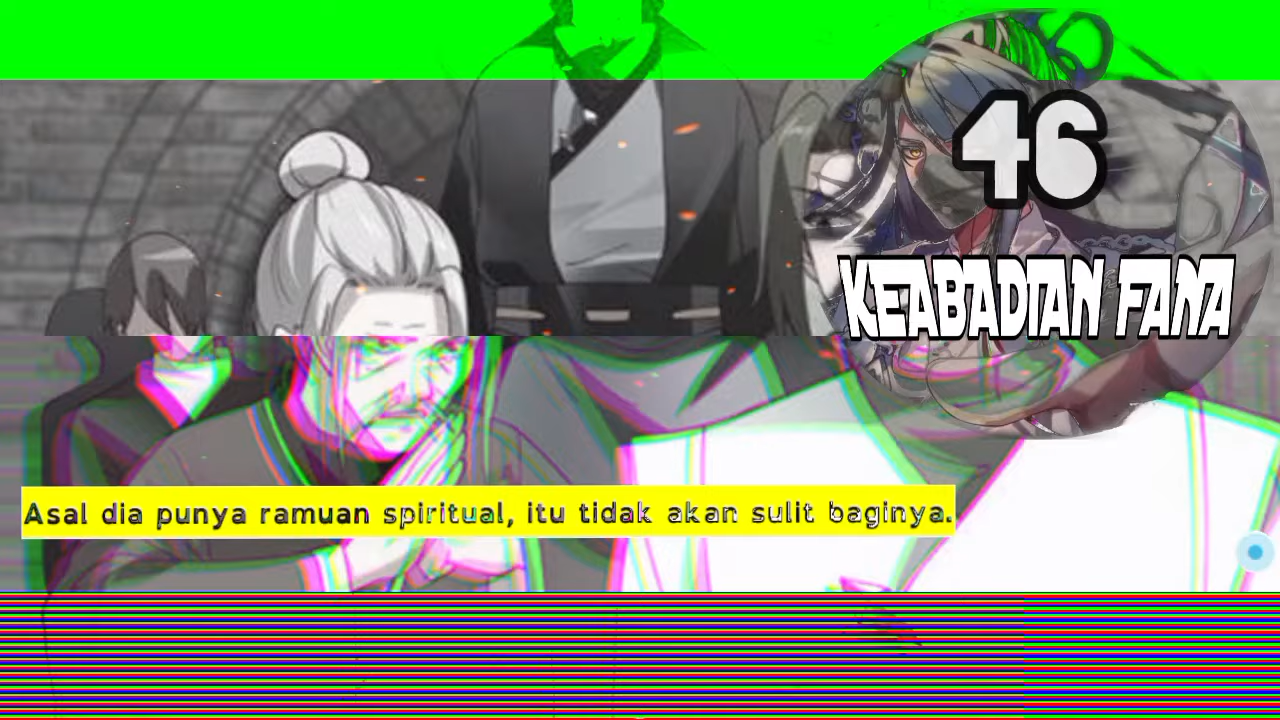 46
KEABADIAN FANA
Asal dia punya ramuan spiritual, itu tidak akan sulit baginya.